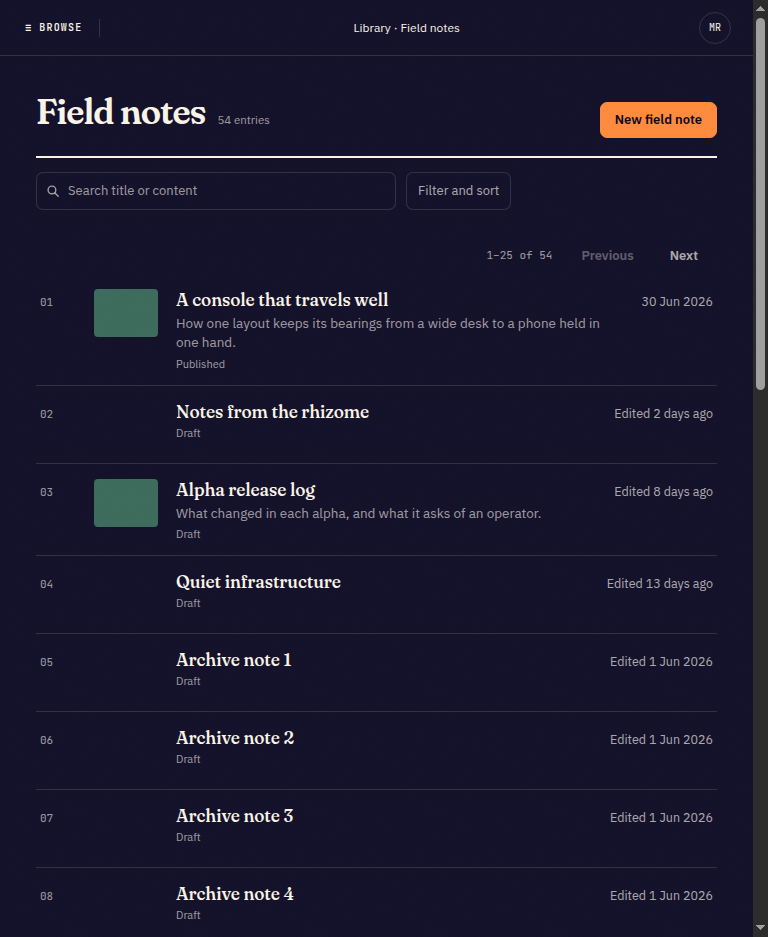 ≡ BROWSE
Library · Field notes
MR
Field notes
54 entries
New field note
Search title or content
Filter and sort
1–25 of 54
Previous
Next
01
A console that travels well
30 Jun 2026
How one layout keeps its bearings from a wide desk to a phone held in
one hand.
Published
02
Notes from the rhizome
Edited 2 days ago
Draft
03
Alpha release log
Edited 8 days ago
What changed in each alpha, and what it asks of an operator.
Draft
04
Quiet infrastructure
Edited 13 days ago
Draft
05
Archive note 1
Edited 1 Jun 2026
Draft
06
Archive note 2
Edited 1 Jun 2026
Draft
07
Archive note 3
Edited 1 Jun 2026
Draft
08
Archive note 4
Edited 1 Jun 2026
Draft